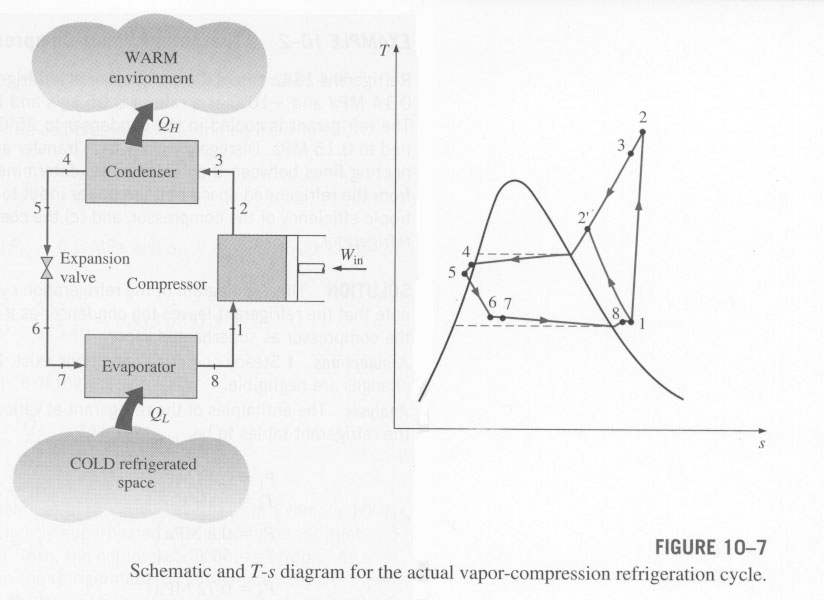 WARM
environment
Q_H
4
3
Condenser
5
2
Expansion
valve
Compressor
W_in
6
1
Evaporator
7
8
Q_L
COLD refrigerated
space
T
2
3
2'
4
5
6
7
8
1
s
FIGURE 10–7
Schematic and T-s diagram for the actual vapor-compression refrigeration cycle.